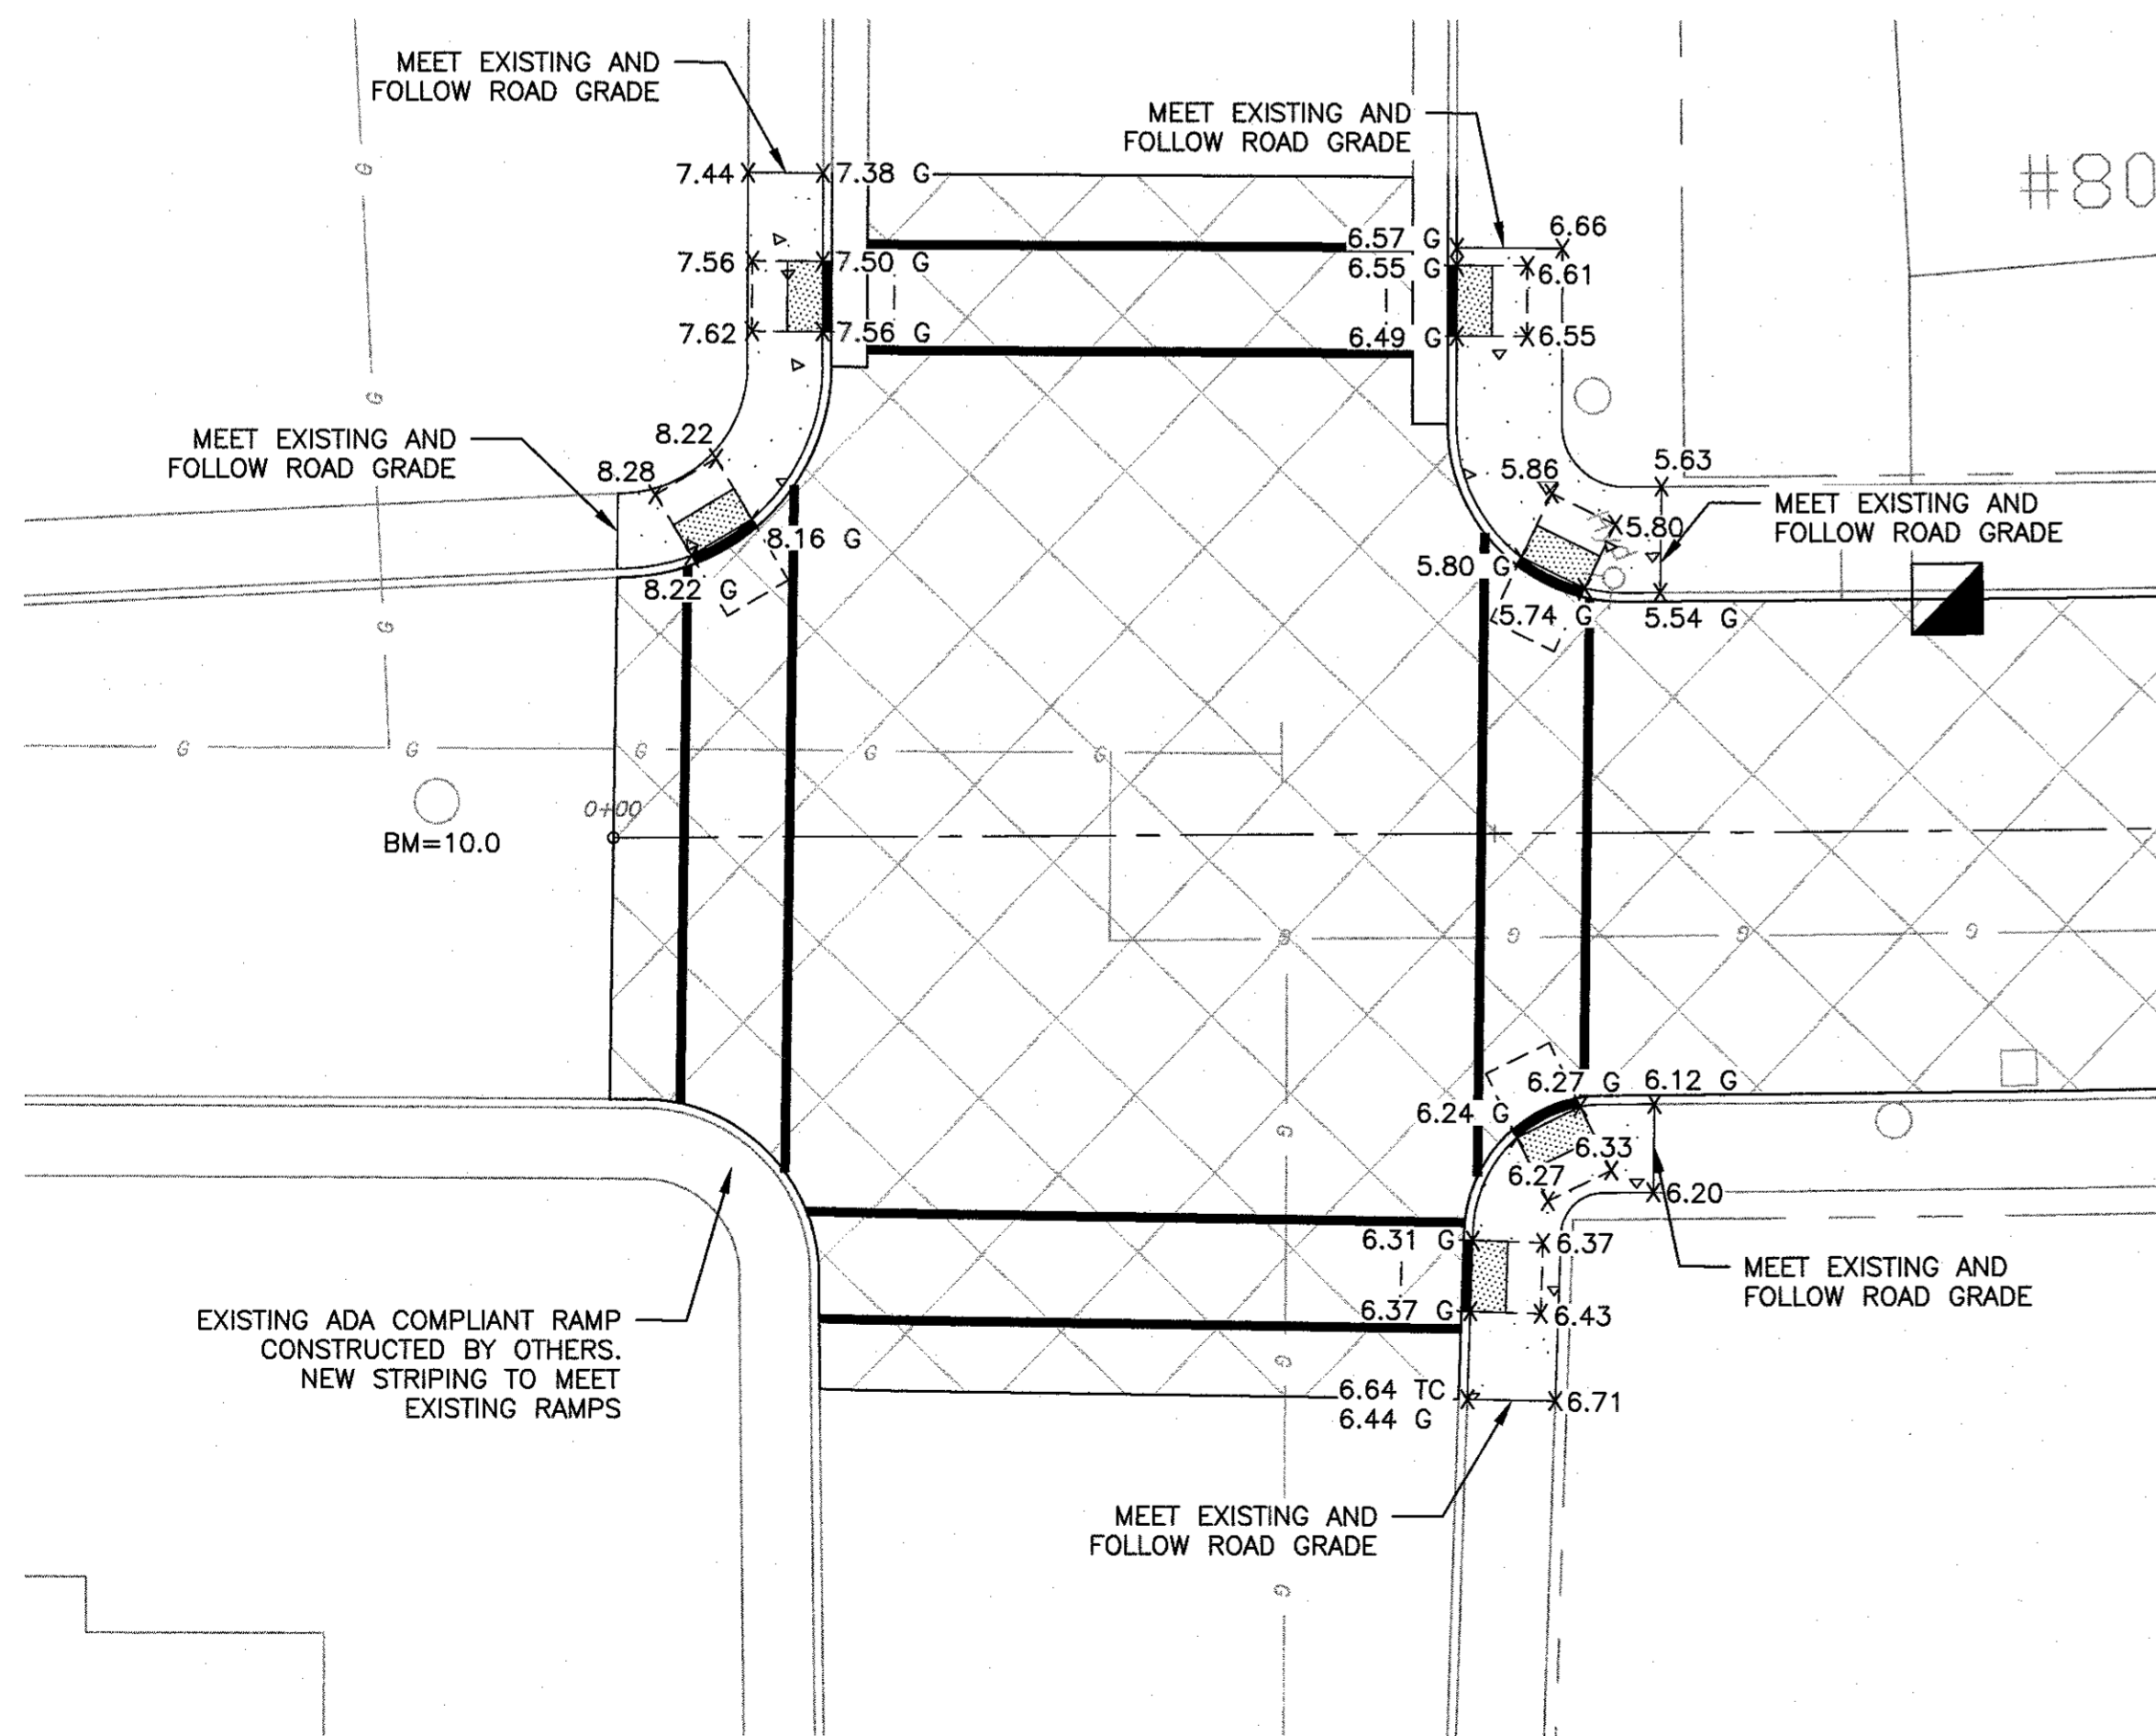 MEET EXISTING AND
FOLLOW ROAD GRADE
MEET EXISTING AND
FOLLOW ROAD GRADE
#80
7.44
7.38 G
6.57 G
6.66
7.56
7.50 G
6.55 G
6.61
7.62
7.56 G
6.49 G
6.55
MEET EXISTING AND
FOLLOW ROAD GRADE
8.22
8.28
8.16 G
8.22 G
5.86
5.63
5.80
MEET EXISTING AND
FOLLOW ROAD GRADE
5.80 G
5.74 G
5.54 G
G
G
G
G
G
G
G
G
0+00
BM=10.0
G
G
G
G
G
6.27 G
6.12 G
6.24 G
6.33
6.27
6.20
6.31 G
6.37
6.37 G
6.43
MEET EXISTING AND
FOLLOW ROAD GRADE
EXISTING ADA COMPLIANT RAMP
CONSTRUCTED BY OTHERS.
NEW STRIPING TO MEET
EXISTING RAMPS
G
6.64 TC
6.44 G
6.71
MEET EXISTING AND
FOLLOW ROAD GRADE
G